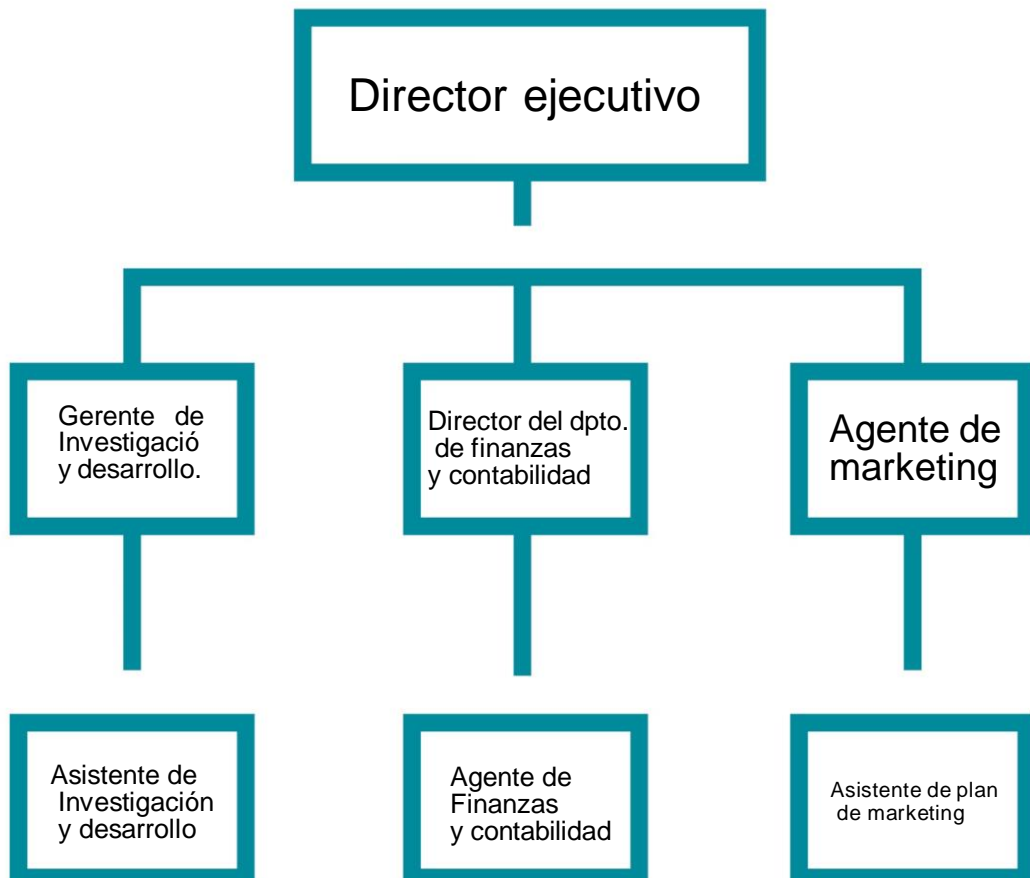 Director ejecutivo
Gerente de
Investigació
y desarrollo.
Director del dpto.
de finanzas
y contabilidad
Agente de
marketing
Asistente de
Investigación
y desarrollo
Agente de
Finanzas
y contabilidad
Asistente de plan
de marketing